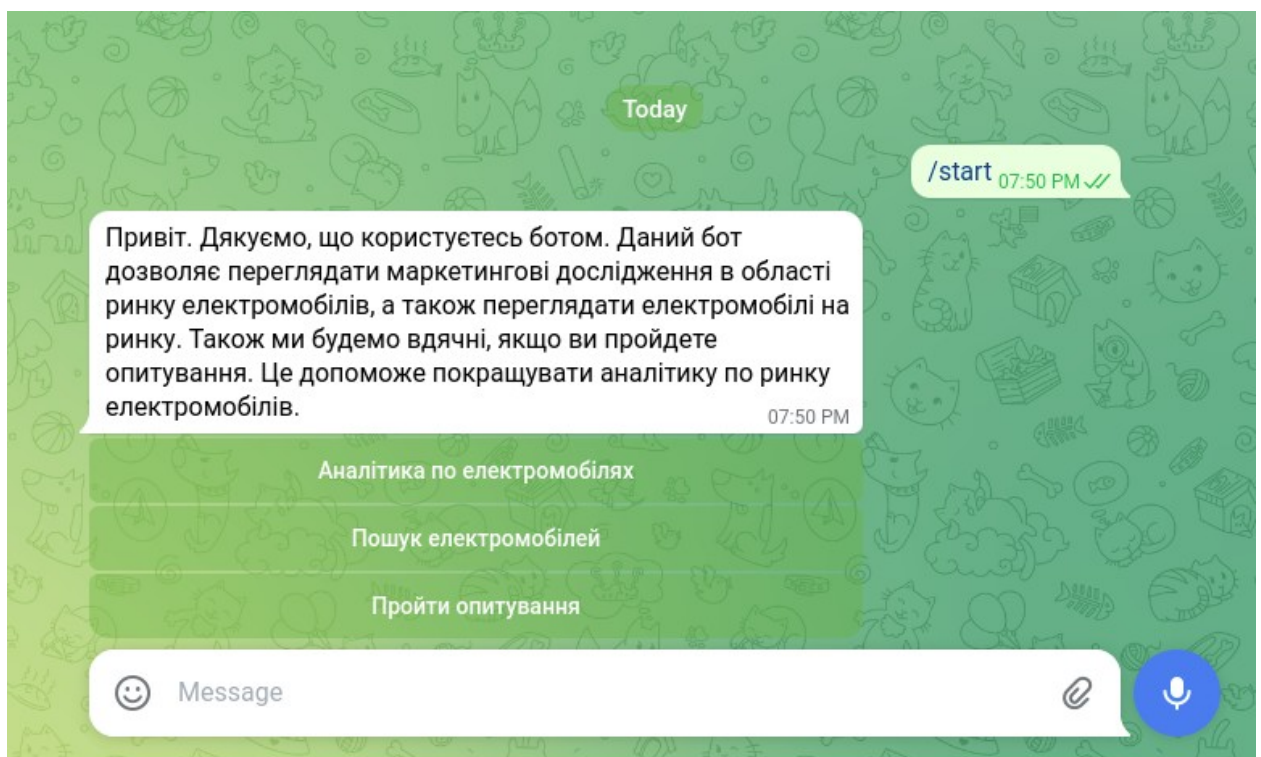 Today
/start 07:50 PM
Привіт. Дякуємо, що користуєтесь ботом. Даний бот
дозволяє переглядати маркетингові дослідження в області
ринку електромобілів, а також переглядати електромобілі на
ринку. Також ми будемо вдячні, якщо ви пройдете
опитування. Це допоможе покращувати аналітику по ринку
електромобілів.
07:50 PM
Аналітика по електромобілях
Пошук електромобілей
Пройти опитування
Message